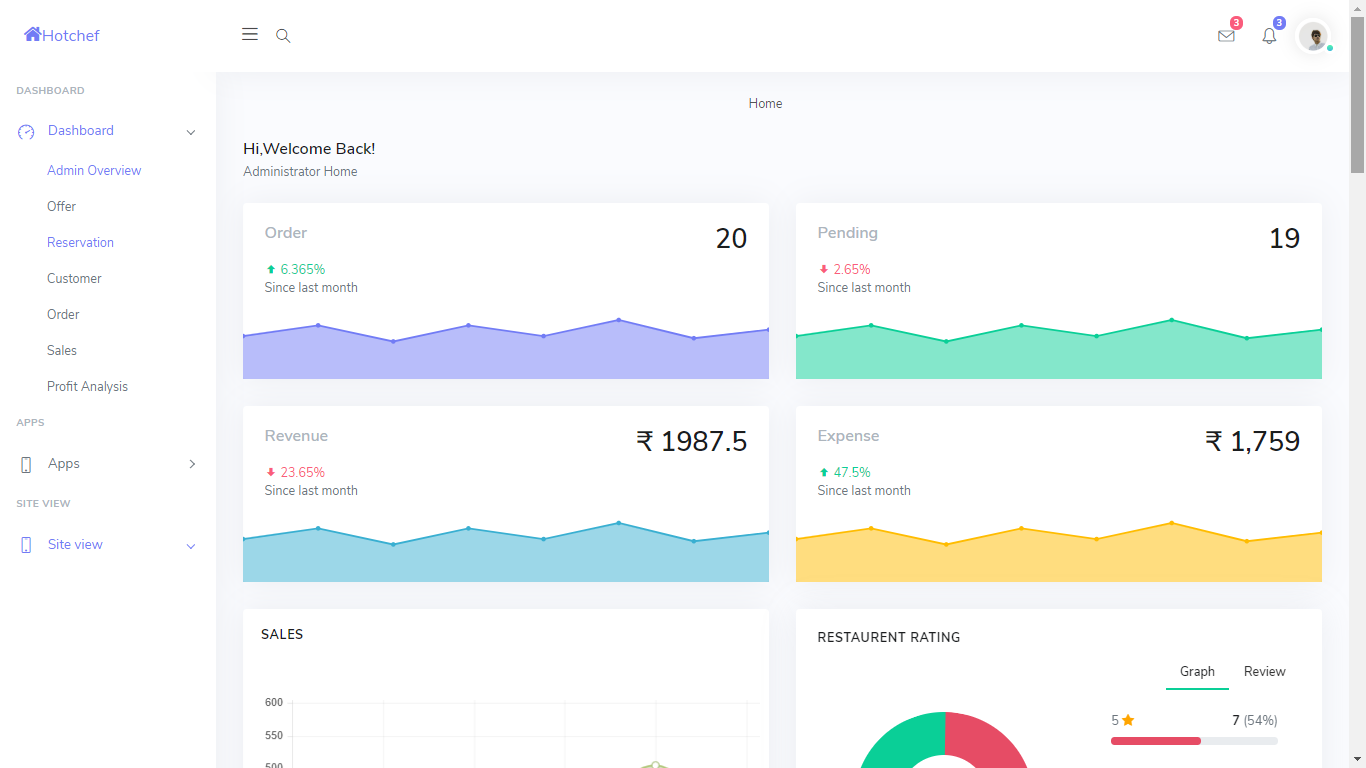 Hotchef
3
3
DASHBOARD
Dashboard
Admin Overview
Offer
Reservation
Customer
Order
Sales
Profit Analysis
APPS
Apps
SITE VIEW
Site view
Home
Hi,Welcome Back!
Administrator Home
Order
20
6.365%
Since last month
Pending
19
2.65%
Since last month
Revenue
₹ 1987.5
23.65%
Since last month
Expense
₹ 1,759
47.5%
Since last month
SALES
600
550
500
RESTAURENT RATING
Graph Review
5 7 (54%)